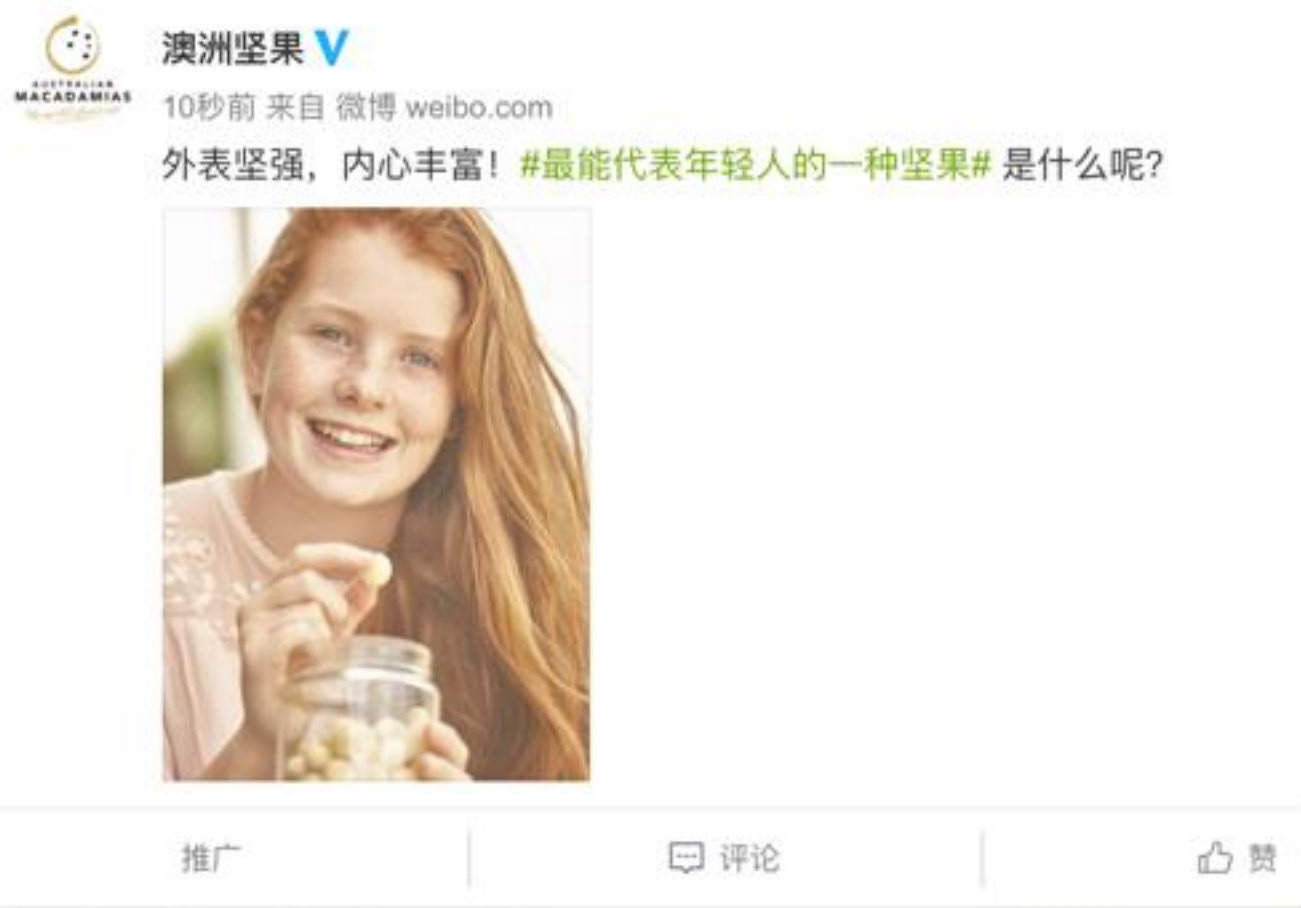 澳洲坚果
AUSTRALIAN
MACADAMIAS
10秒前 来自 微博 weibo.com
外表坚强，内心丰富！#最能代表年轻人的一种坚果# 是什么呢?
推广
评论
赞